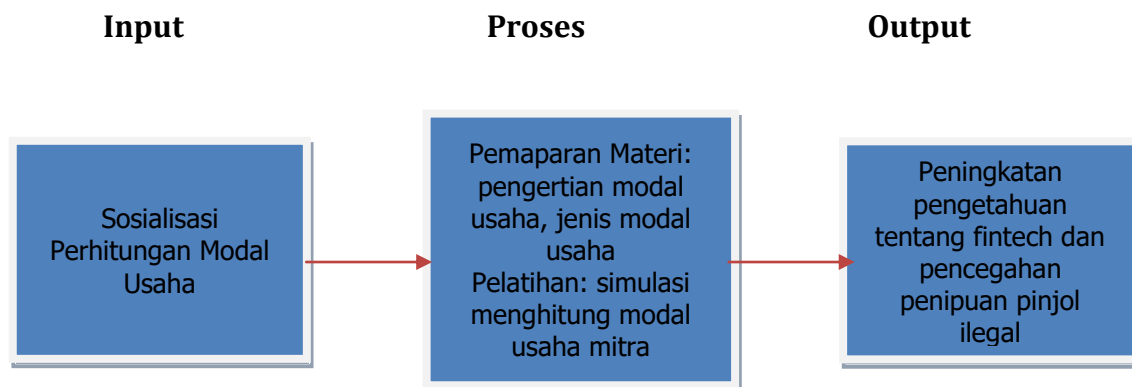 Input
Proses
Output
Sosialisasi
Perhitungan Modal
Usaha
Pemaparan Materi:
pengertian modal
usaha, jenis modal
usaha
Pelatihan: simulasi
menghitung modal
usaha mitra
Peningkatan
pengetahuan
tentang fintech dan
pencegahan
penipuan pinjol
ilegal